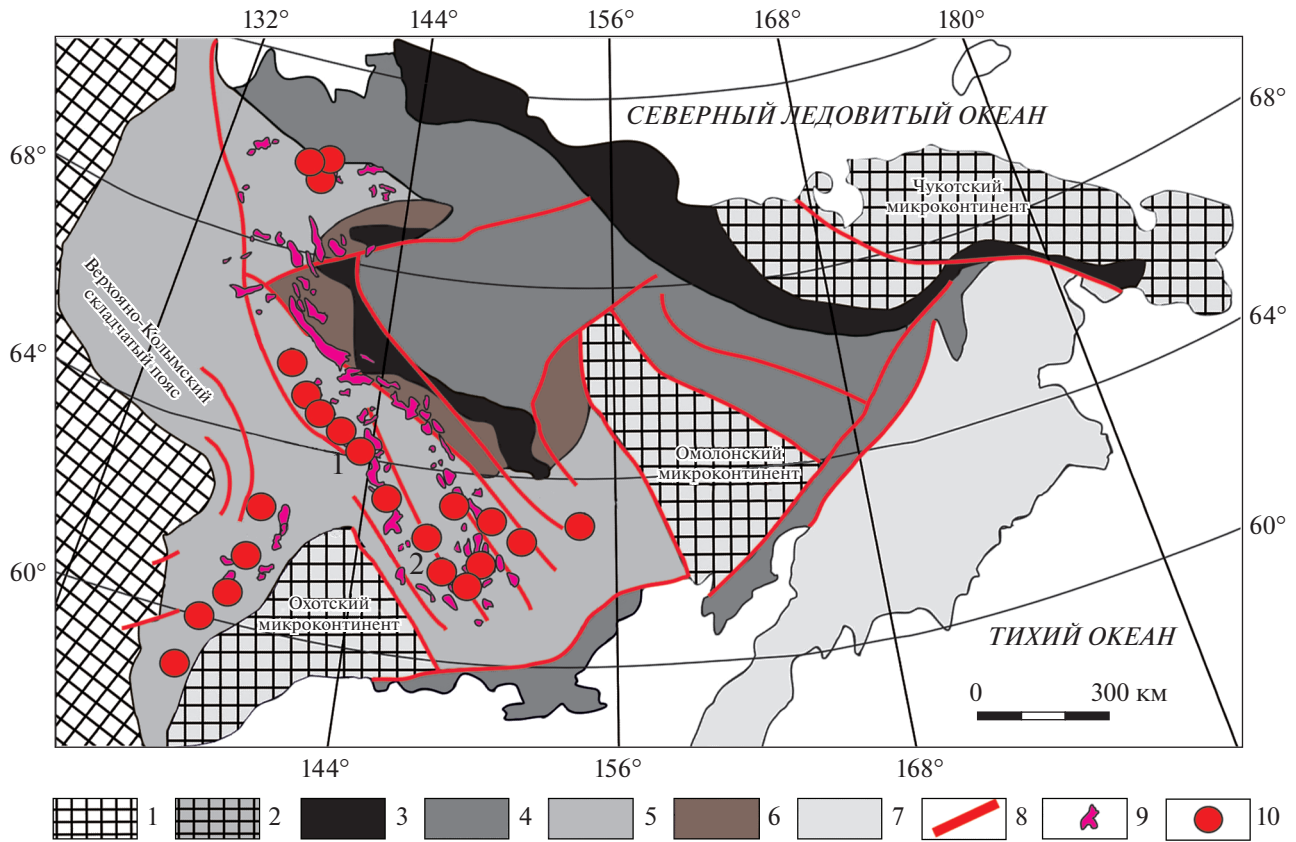 132° 144° 156° 168° 180°
СЕВЕРНЫЙ ЛЕДОВИТЫЙ ОКЕАН
68°
68°
Чукотский
микроконтинент
Верхояно-Колымский
складчатый пояс
64°
64°
Омолонский
микроконтинент
1
60°
2
60°
Охотский
микроконтинент
ТИХИЙ ОКЕАН
0 300 км
144° 156° 168°
1 2 3 4 5 6 7 8 9 10